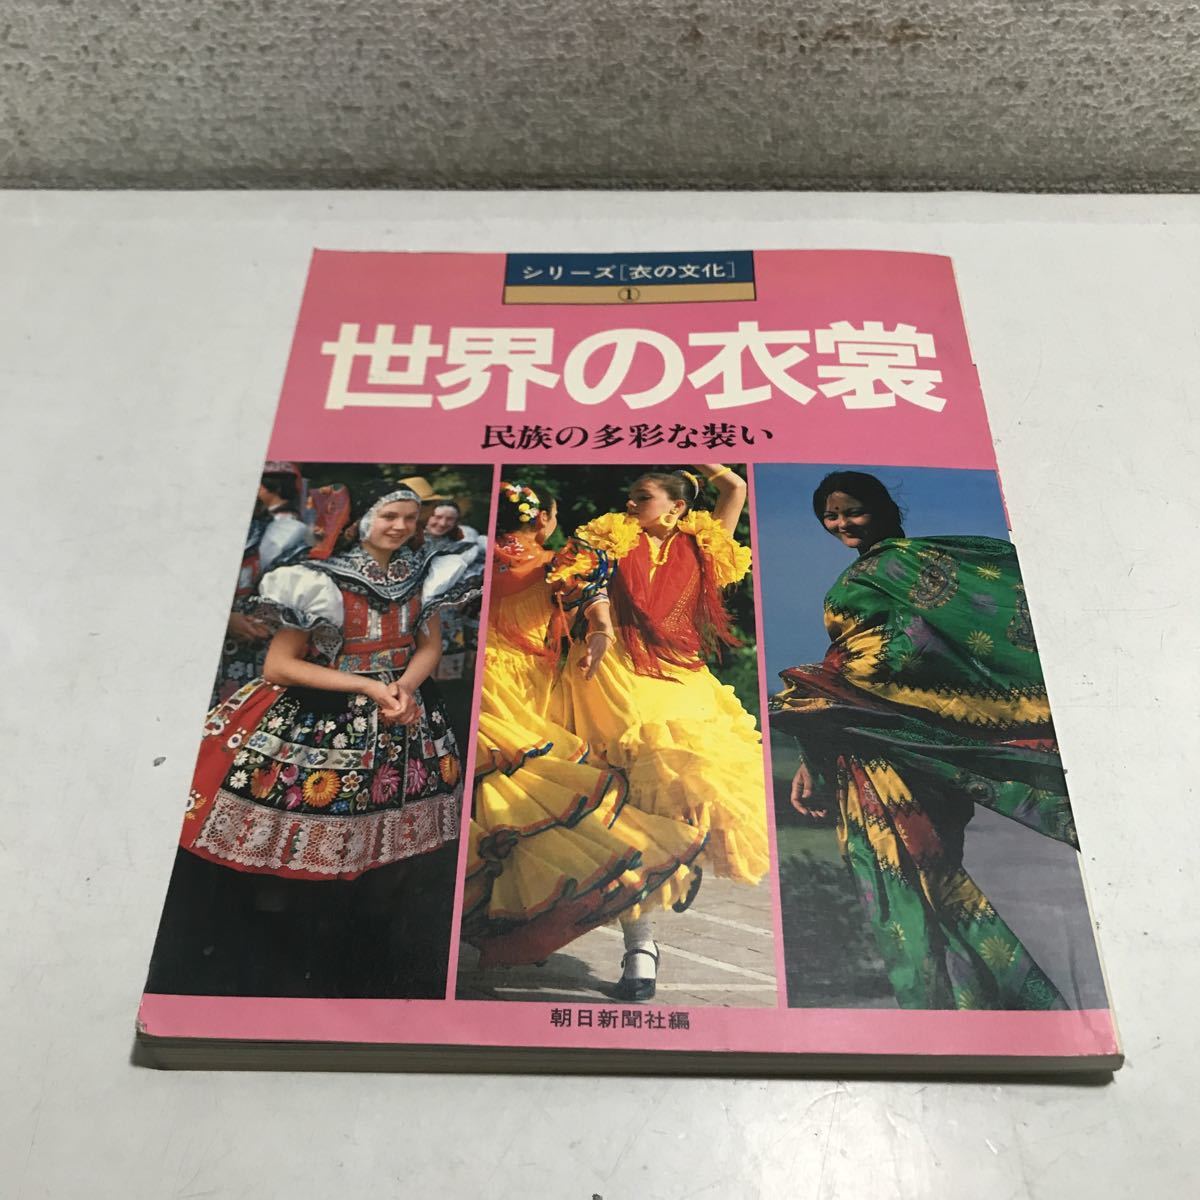 シリーズ[衣の文化]
①
世界の衣裳
民族の多彩な装い
朝日新聞社編